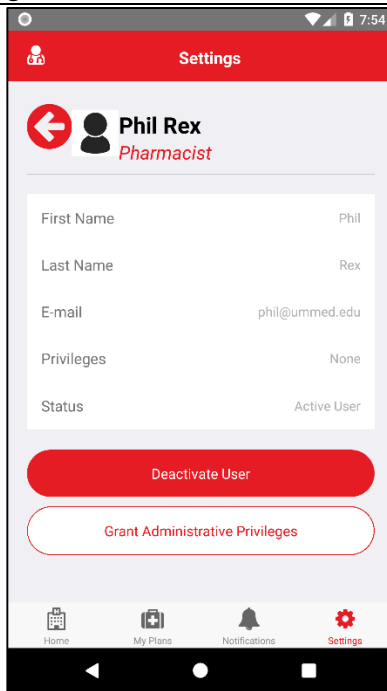 7:54
Settings
Phil Rex
Pharmacist
First Name Phil
Last Name Rex
E-mail phil@ummed.edu
Privileges None
Status Active User
Deactivate User
Grant Administrative Privileges
Home My Plans Notifications Settings